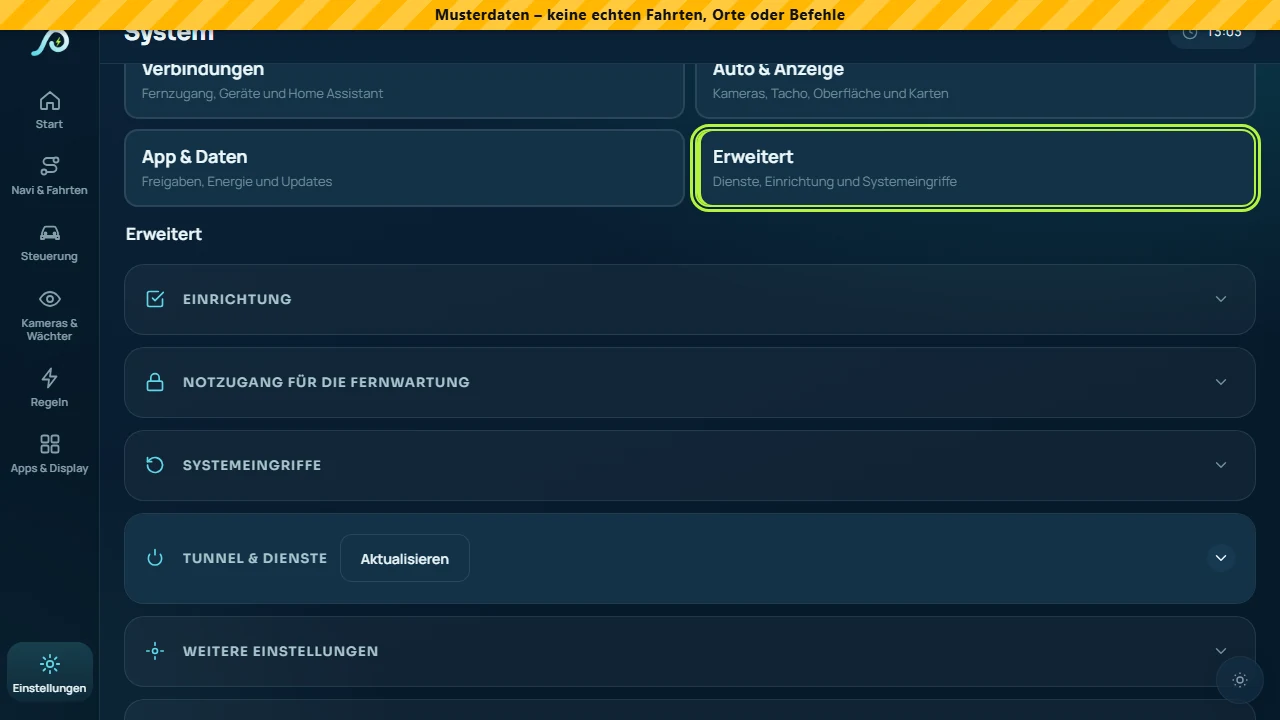 Musterdaten – keine echten Fahrten, Orte oder Befehle
System
13:03
Verbindungen
Fernzugang, Geräte und Home Assistant
Auto & Anzeige
Kameras, Tacho, Oberfläche und Karten
App & Daten
Freigaben, Energie und Updates
Erweitert
Dienste, Einrichtung und Systemeingriffe
Erweitert
EINRICHTUNG
NOTZUGANG FÜR DIE FERNWARTUNG
SYSTEMEINGRIFFE
TUNNEL & DIENSTE
Aktualisieren
WEITERE EINSTELLUNGEN
Start
Navi & Fahrten
Steuerung
Kameras &
Wächter
Regeln
Apps & Display
Einstellungen